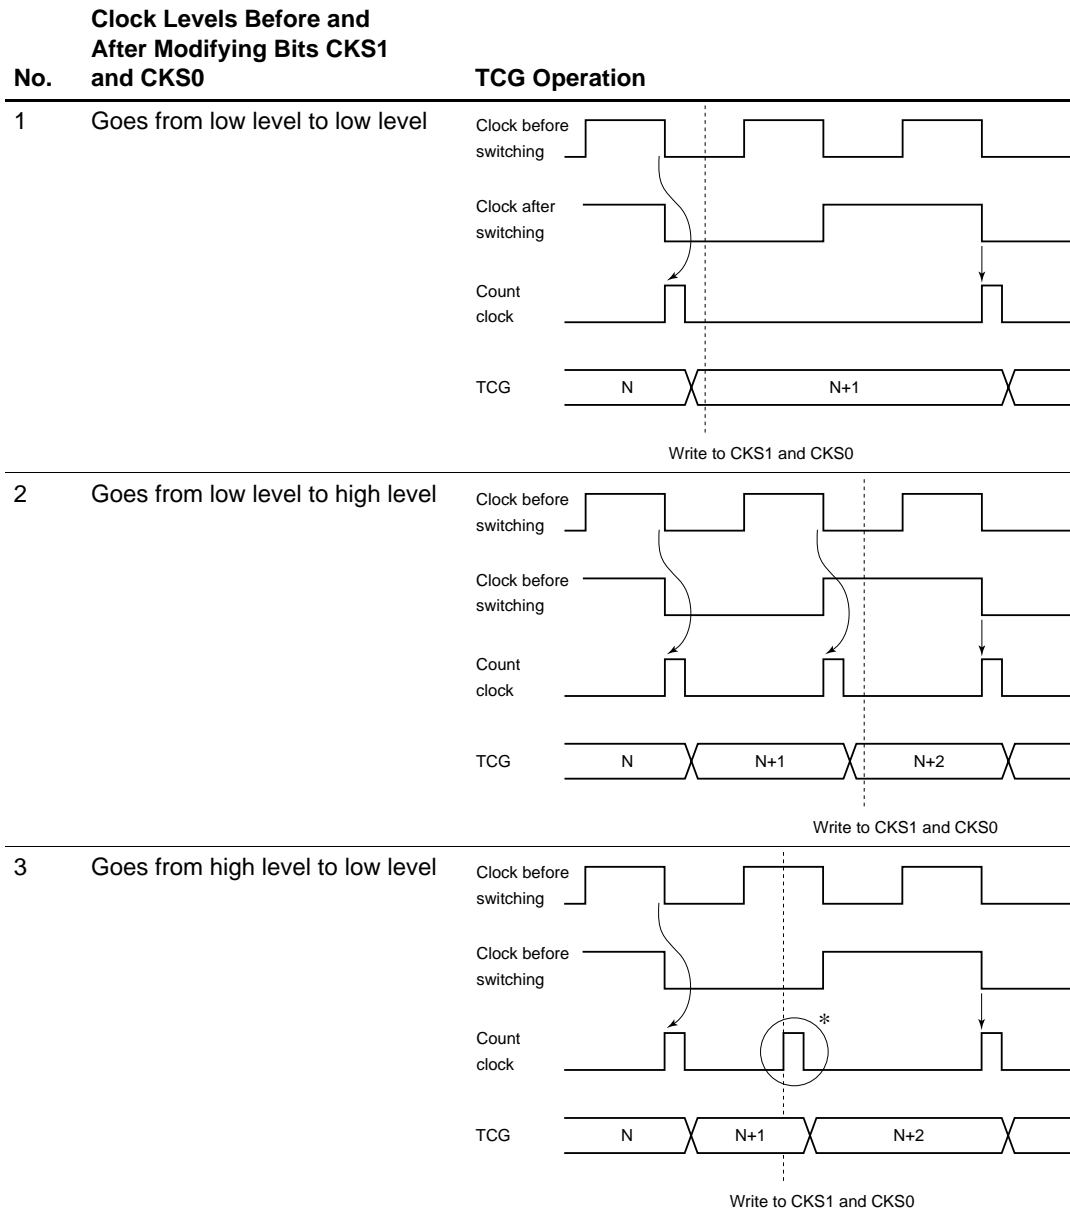 Clock Levels Before and
After Modifying Bits CKS1
No. and CKS0 TCG Operation
1 Goes from low level to low level
Clock before
switching
Clock after
switching
Count
clock
TCG N N+1
Write to CKS1 and CKS0
2 Goes from low level to high level
Clock before
switching
Clock before
switching
Count
clock
TCG N N+1 N+2
Write to CKS1 and CKS0
3 Goes from high level to low level
Clock before
switching
Clock before
switching
*
Count
clock
TCG N N+1 N+2
Write to CKS1 and CKS0